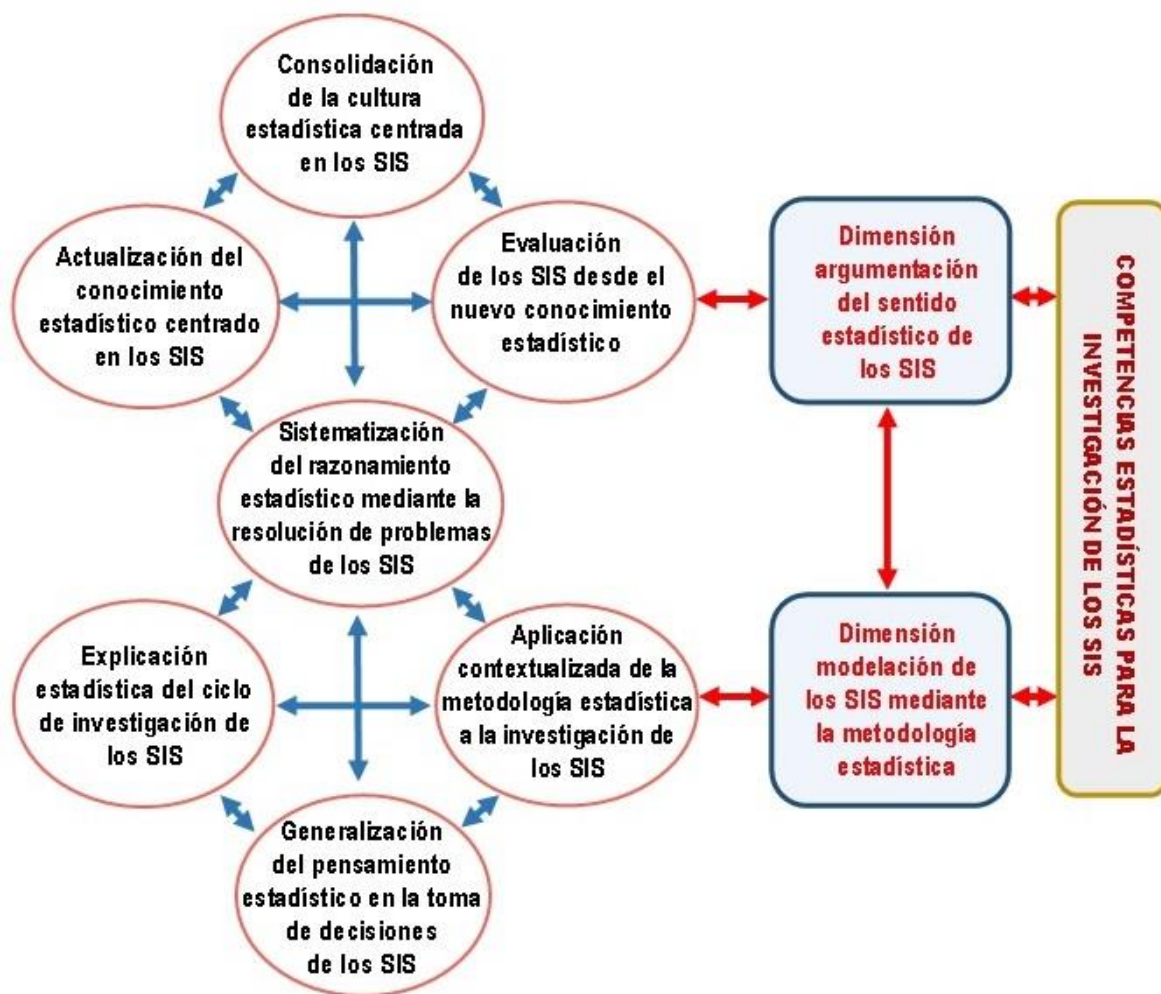 Consolidación
de la cultura
estadística centrada
en los SIS
Actualización del
conocimiento
estadístico centrado
en los SIS
Evaluación
de los SIS desde el
nuevo conocimiento
estadístico
Dimensión
argumentación
del sentido
estadístico de
los SIS
Sistematización
del razonamiento
estadístico mediante la
resolución de problemas
de los SIS
Explicación
estadística del ciclo
de investigación de
los SIS
Aplicación
contextualizada de la
metodología estadística
a la investigación de
los SIS
Dimensión
modelación de
los SIS mediante
la metodología
estadística
Generalización
del pensamiento
estadístico en la toma
de decisiones
de los SIS
COMPETENCIAS ESTADÍSTICAS PARA LA
INVESTIGACIÓN DE LOS SIS